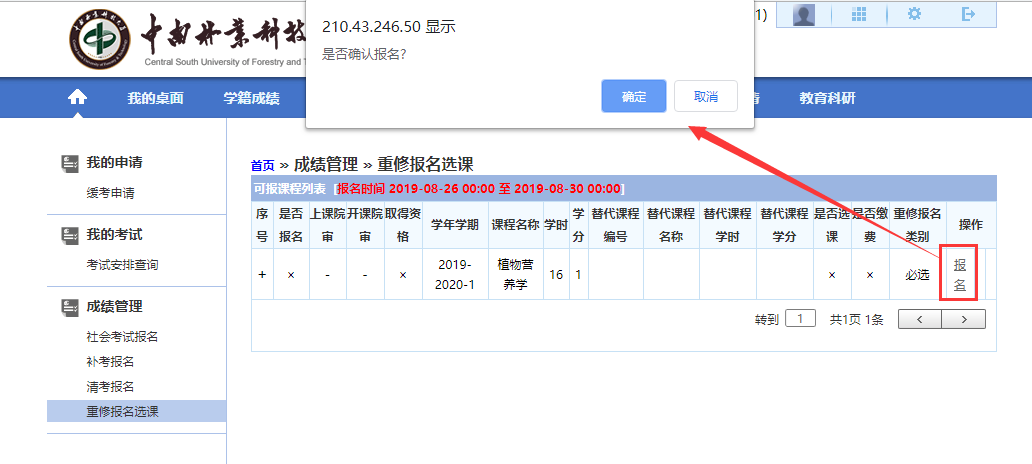 中南林业科技
Central South University of Forestry and T
210.43.246.50 显示
是否确认报名?
确定
取消
1)
我的桌面
学籍成绩
教育科研
我的申请
缓考申请
我的考试
考试安排查询
成绩管理
社会考试报名
补考报名
清考报名
重修报名选课
首页 » 成绩管理 » 重修报名选课
可报课程列表 [报名时间 2019-08-26 00:00 至 2019-08-30 00:00]
序号 是否报名 上课院审 开课院审 取得资格 学年学期 课程名称 学时 学分 替代课程编号 替代课程名称 替代课程学时 替代课程学分 是否选课 是否缴费 重修报名类别 操作
+ × - - × 2019-2020-1 植物营养学 16 1 × × 必选 报名
转到 1 共1页 1条 < >